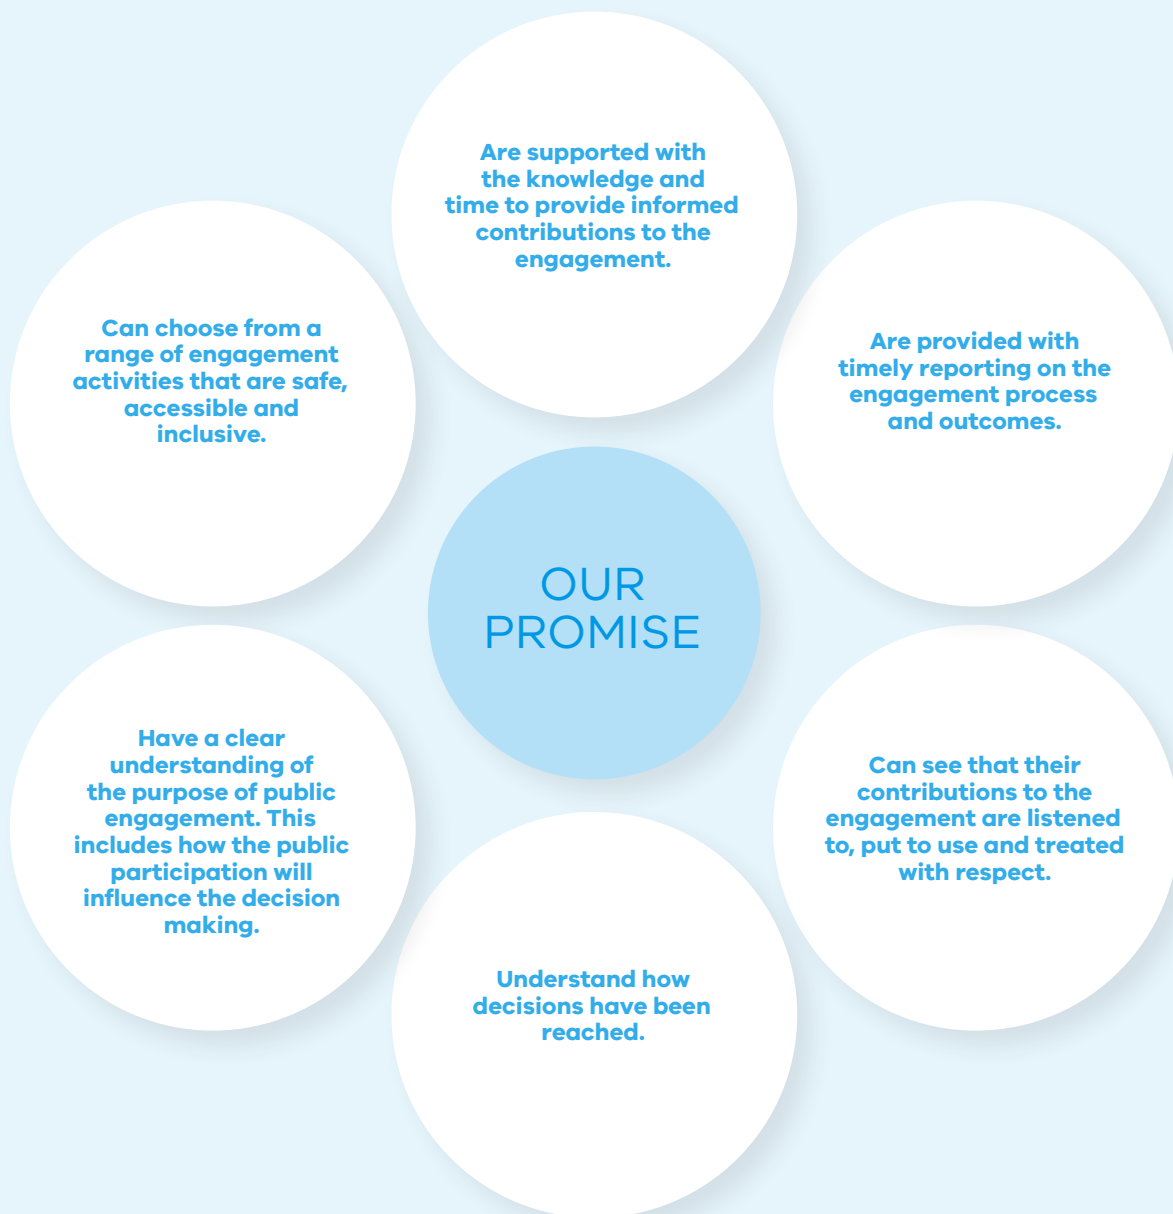 Are supported with
the knowledge and
time to provide informed
contributions to the
engagement.
Can choose from a
range of engagement
activities that are safe,
accessible and
inclusive.
Are provided with
timely reporting on the
engagement process
and outcomes.
OUR
PROMISE
Have a clear
understanding of
the purpose of public
engagement. This
includes how the public
participation will
influence the decision
making.
Can see that their
contributions to the
engagement are listened
to, put to use and treated
with respect.
Understand how
decisions have been
reached.